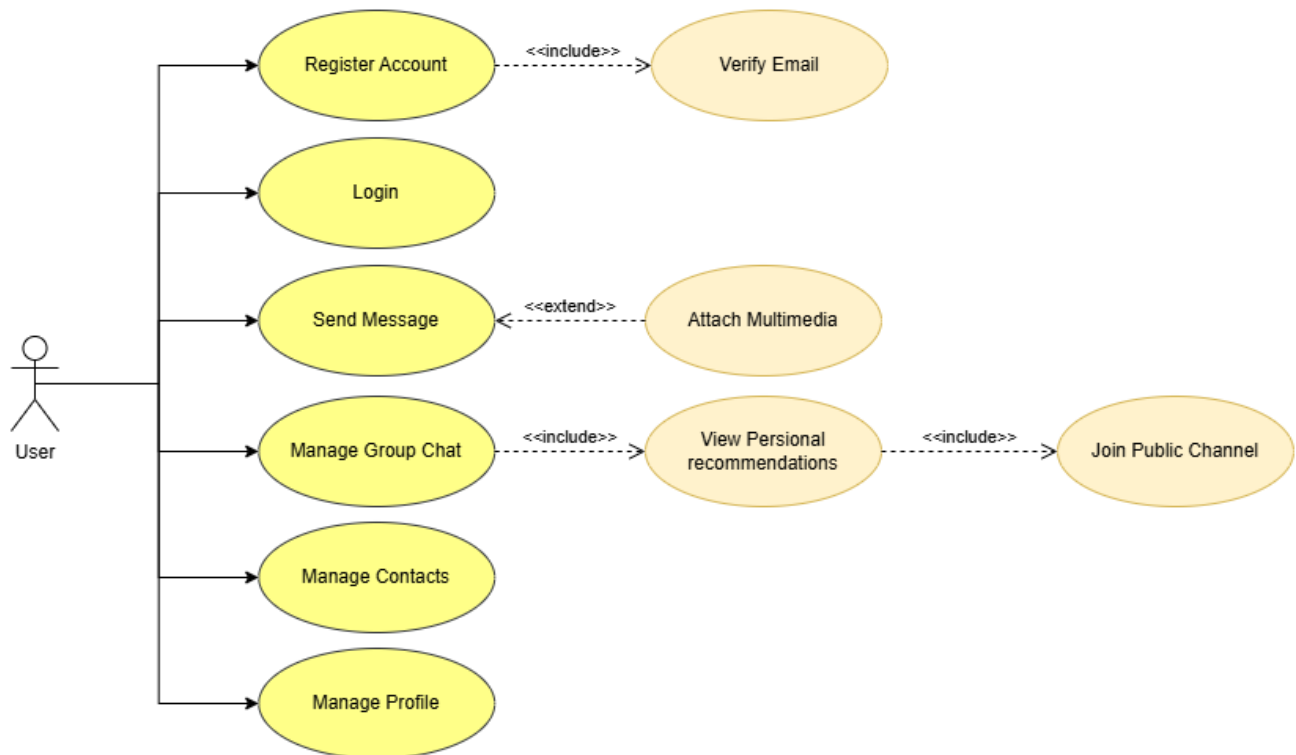 Register Account
<<include>>
Verify Email
Login
Send Message
<<extend>>
Attach Multimedia
User
Manage Group Chat
<<include>>
View Persional
recommendations
<<include>>
Join Public Channel
Manage Contacts
Manage Profile